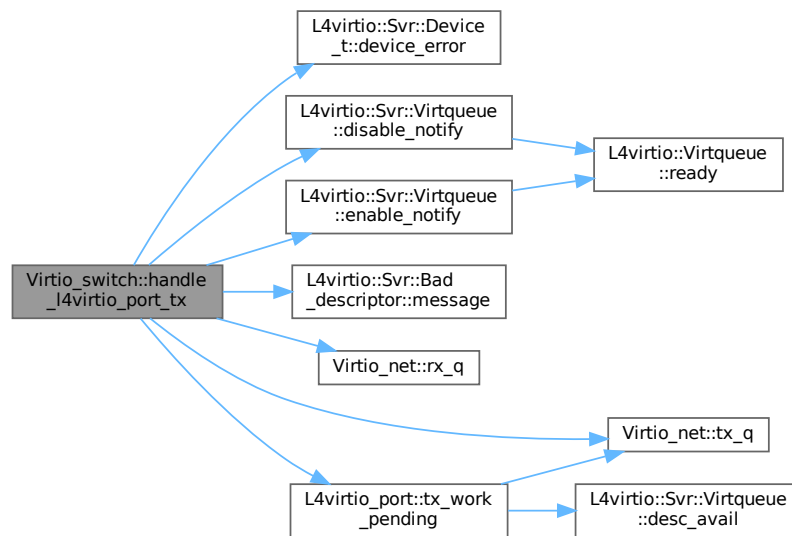 L4virtio::Svr::Device
_t::device_error
L4virtio::Svr::Virtqueue
::disable_notify
L4virtio::Virtqueue
::ready
L4virtio::Svr::Virtqueue
::enable_notify
Virtio_switch::handle
_l4virtio_port_tx
L4virtio::Svr::Bad
_descriptor::message
Virtio_net::rx_q
Virtio_net::tx_q
L4virtio_port::tx_work
_pending
L4virtio::Svr::Virtqueue
::desc_avail